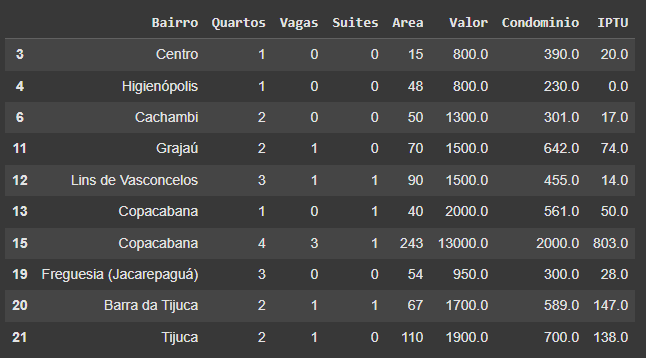 Bairro Quartos Vagas Suites Area Valor Condominio IPTU
3 Centro 1 0 0 15 800.0 390.0 20.0
4 Higienópolis 1 0 0 48 800.0 230.0 0.0
6 Cachambi 2 0 0 50 1300.0 301.0 17.0
11 Grajaú 2 1 0 70 1500.0 642.0 74.0
12 Lins de Vasconcelos 3 1 1 90 1500.0 455.0 14.0
13 Copacabana 1 0 1 40 2000.0 561.0 50.0
15 Copacabana 4 3 1 243 13000.0 2000.0 803.0
19 Freguesia (Jacarepaguá) 3 0 0 54 950.0 300.0 28.0
20 Barra da Tijuca 2 1 1 67 1700.0 589.0 147.0
21 Tijuca 2 1 0 110 1900.0 700.0 138.0